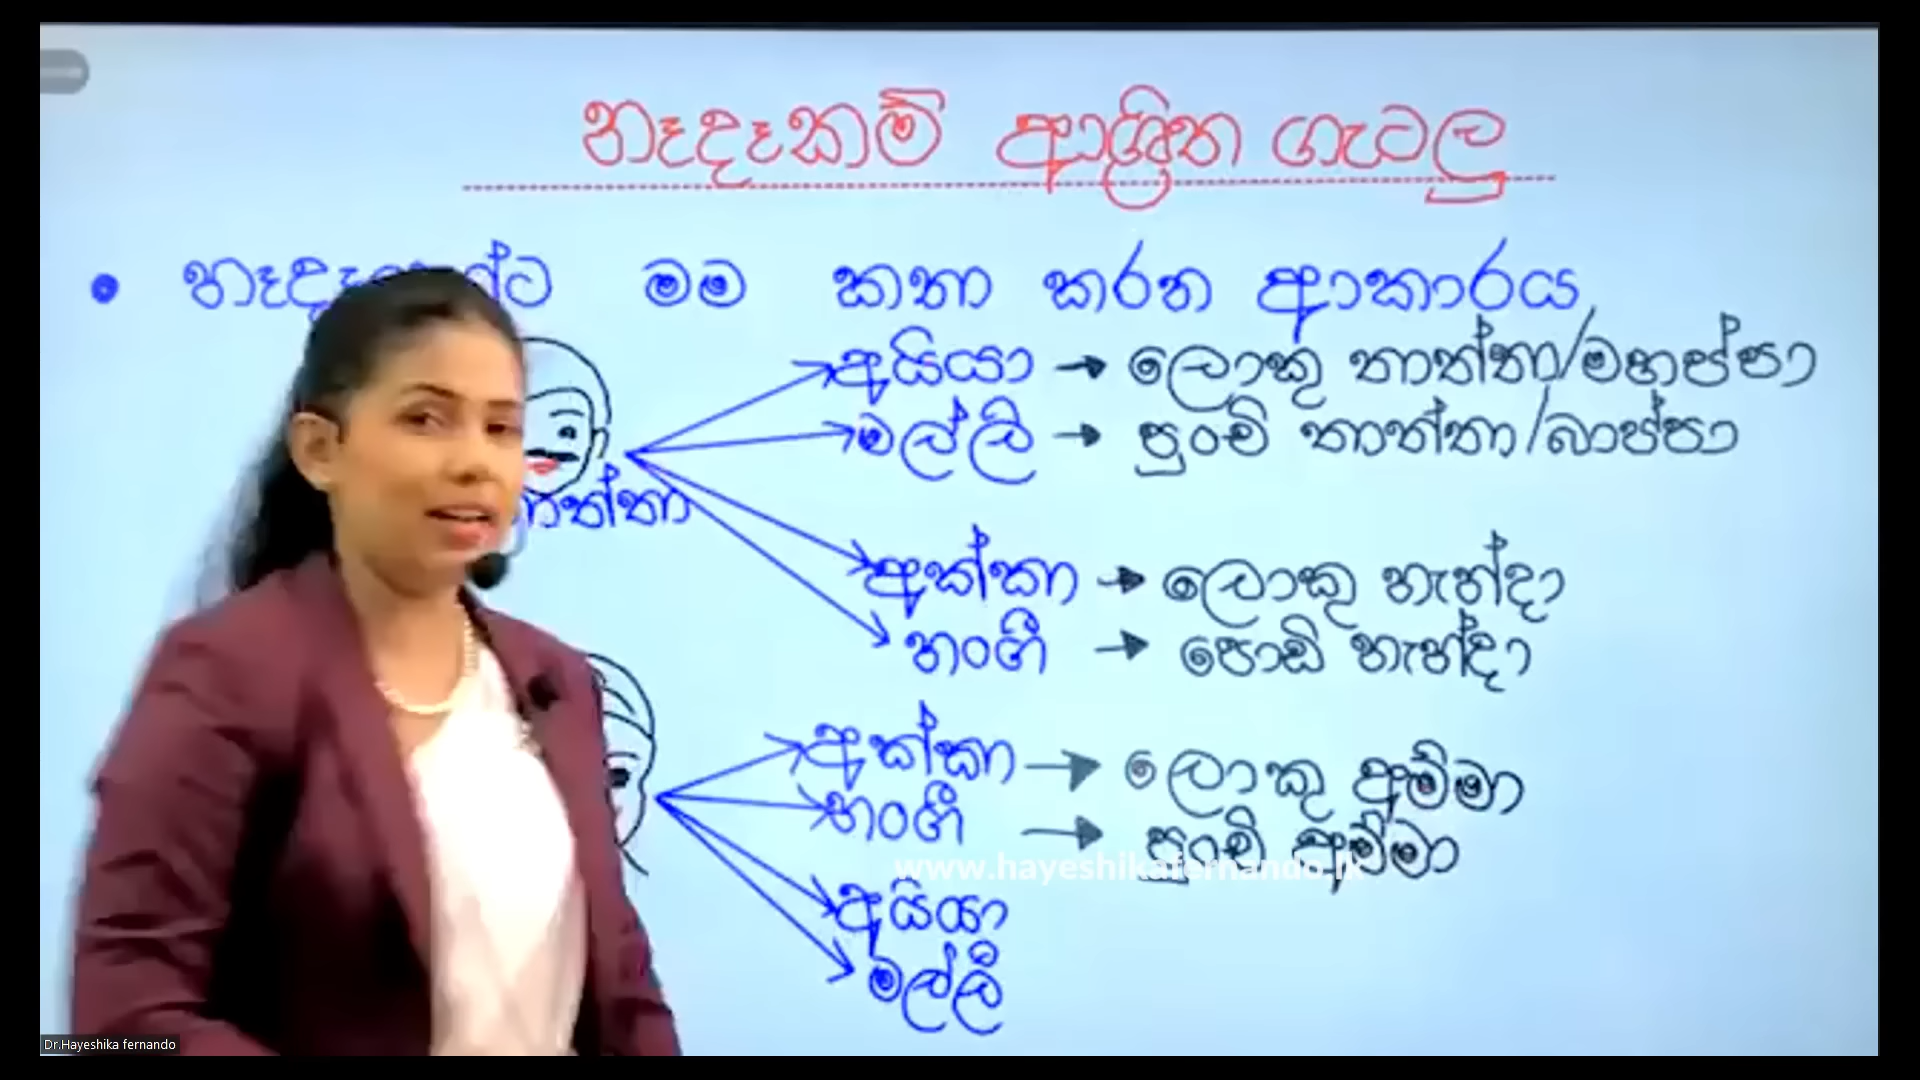 නෑදෑකම් ආශ්‍රිත ගැටලු
• මම කතා කරන ආකාරය
අයියා → ලොකු තාත්තා/මහප්පා
මල්ලි → පුංචි තාත්තා/බාප්පා
තාත්තා
අක්කා → ලොකු නැන්දා
නංගී → පොඩි නැන්දා
අක්කා → ලොකු අම්මා
නංගී → පුංචි අම්මා
www.hayeshikafernando.lk
අයියා
මල්ලී
Dr.Hayeshika fernando